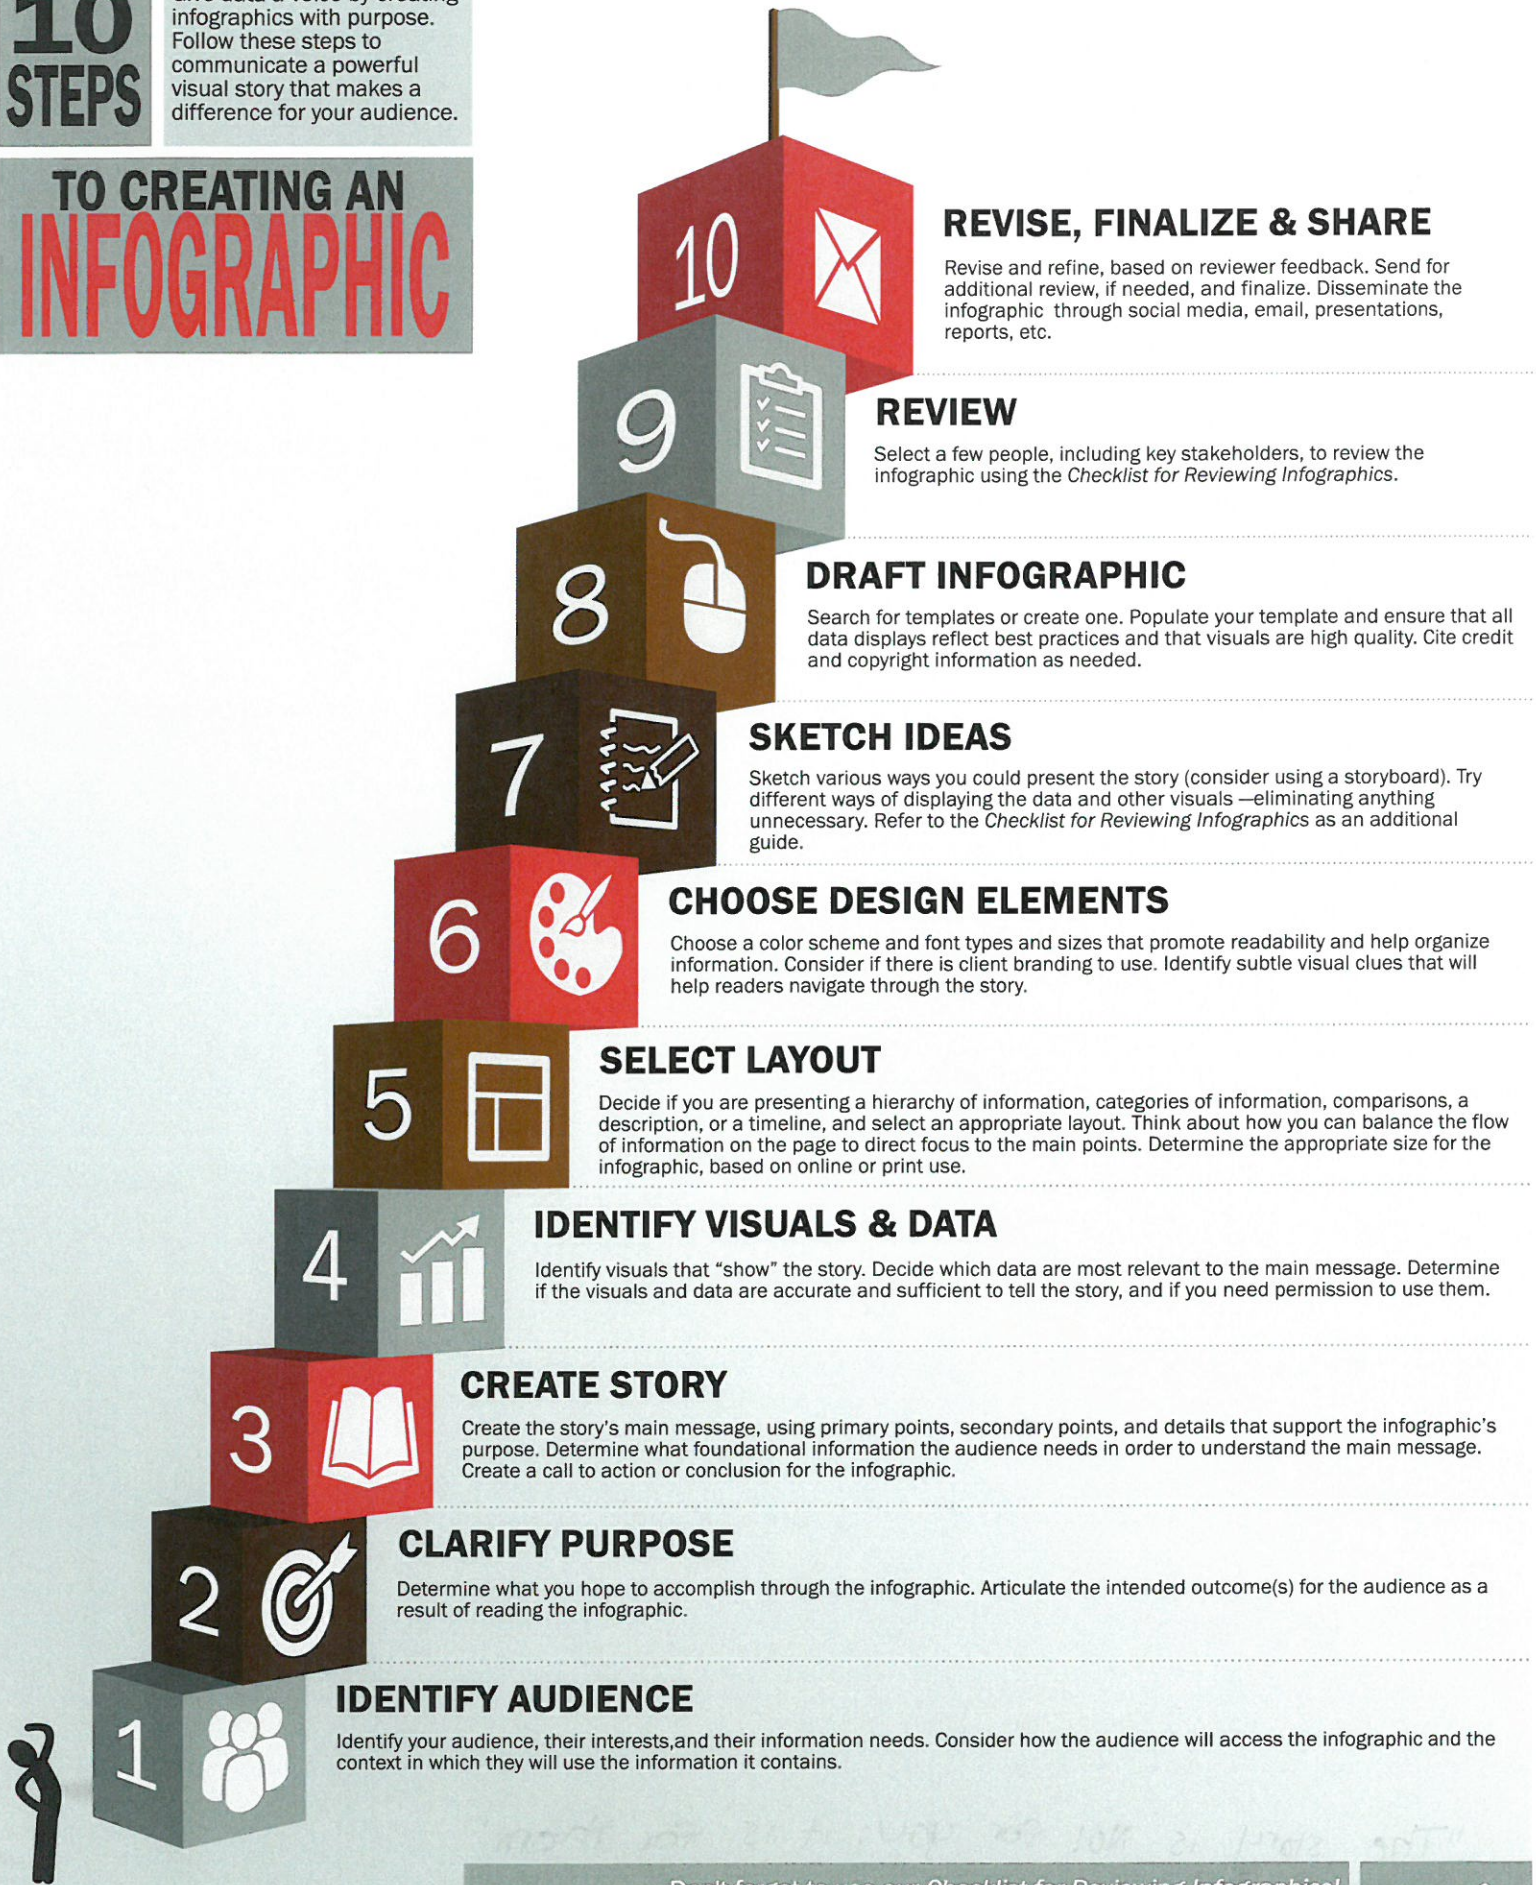 10
STEPS
infographics with purpose.
Follow these steps to
communicate a powerful
visual story that makes a
difference for your audience.
TO CREATING AN
INFOGRAPHIC
10
REVISE, FINALIZE & SHARE
Revise and refine, based on reviewer feedback. Send for
additional review, if needed, and finalize. Disseminate the
infographic through social media, email, presentations,
reports, etc.
9
REVIEW
Select a few people, including key stakeholders, to review the
infographic using the Checklist for Reviewing Infographics.
8
DRAFT INFOGRAPHIC
Search for templates or create one. Populate your template and ensure that all
data displays reflect best practices and that visuals are high quality. Cite credit
and copyright information as needed.
7
SKETCH IDEAS
Sketch various ways you could present the story (consider using a storyboard). Try
different ways of displaying the data and other visuals —eliminating anything
unnecessary. Refer to the Checklist for Reviewing Infographics as an additional
guide.
6
CHOOSE DESIGN ELEMENTS
Choose a color scheme and font types and sizes that promote readability and help organize
information. Consider if there is client branding to use. Identify subtle visual clues that will
help readers navigate through the story.
5
SELECT LAYOUT
Decide if you are presenting a hierarchy of information, categories of information, comparisons, a
description, or a timeline, and select an appropriate layout. Think about how you can balance the flow
of information on the page to direct focus to the main points. Determine the appropriate size for the
infographic, based on online or print use.
4
IDENTIFY VISUALS & DATA
Identify visuals that “show” the story. Decide which data are most relevant to the main message. Determine
if the visuals and data are accurate and sufficient to tell the story, and if you need permission to use them.
3
CREATE STORY
Create the story's main message, using primary points, secondary points, and details that support the infographic's
purpose. Determine what foundational information the audience needs in order to understand the main message.
Create a call to action or conclusion for the infographic.
2
CLARIFY PURPOSE
Determine what you hope to accomplish through the infographic. Articulate the intended outcome(s) for the audience as a
result of reading the infographic.
1
IDENTIFY AUDIENCE
Identify your audience, their interests,and their information needs. Consider how the audience will access the infographic and the
context in which they will use the information it contains.